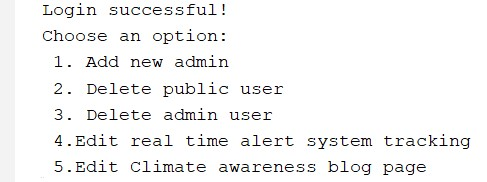 Login successful!
Choose an option:
1. Add new admin
2. Delete public user
3. Delete admin user
4.Edit real time alert system tracking
5.Edit Climate awareness blog page